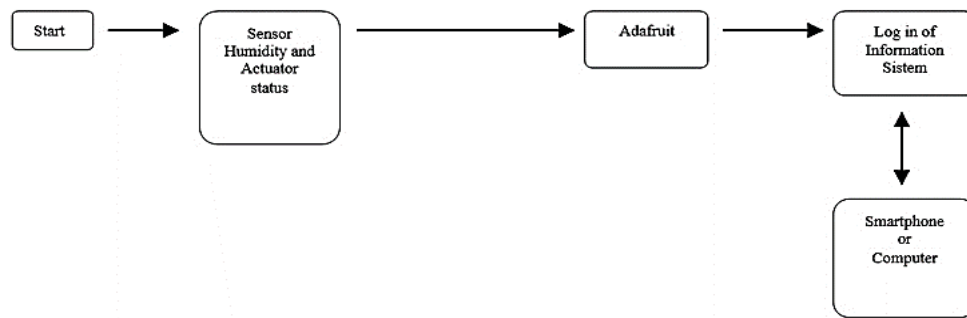 Start
Sensor
Humidity and
Actuator
status
Adafruit
Log in of
Information
Sistem
Smartphone
or
Computer